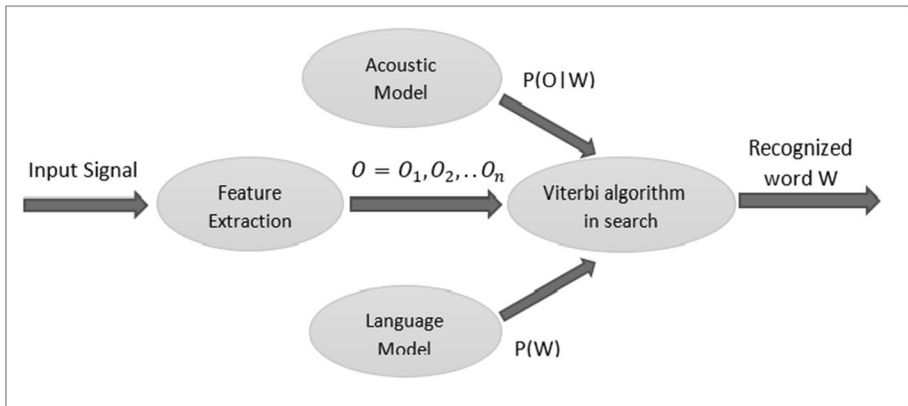 Acoustic
Model
P(O|W)
Input Signal
Feature
Extraction
O = O₁, O₂, . . Oₙ
Viterbi algorithm
in search
Recognized
word W
Language
Model
P(W)